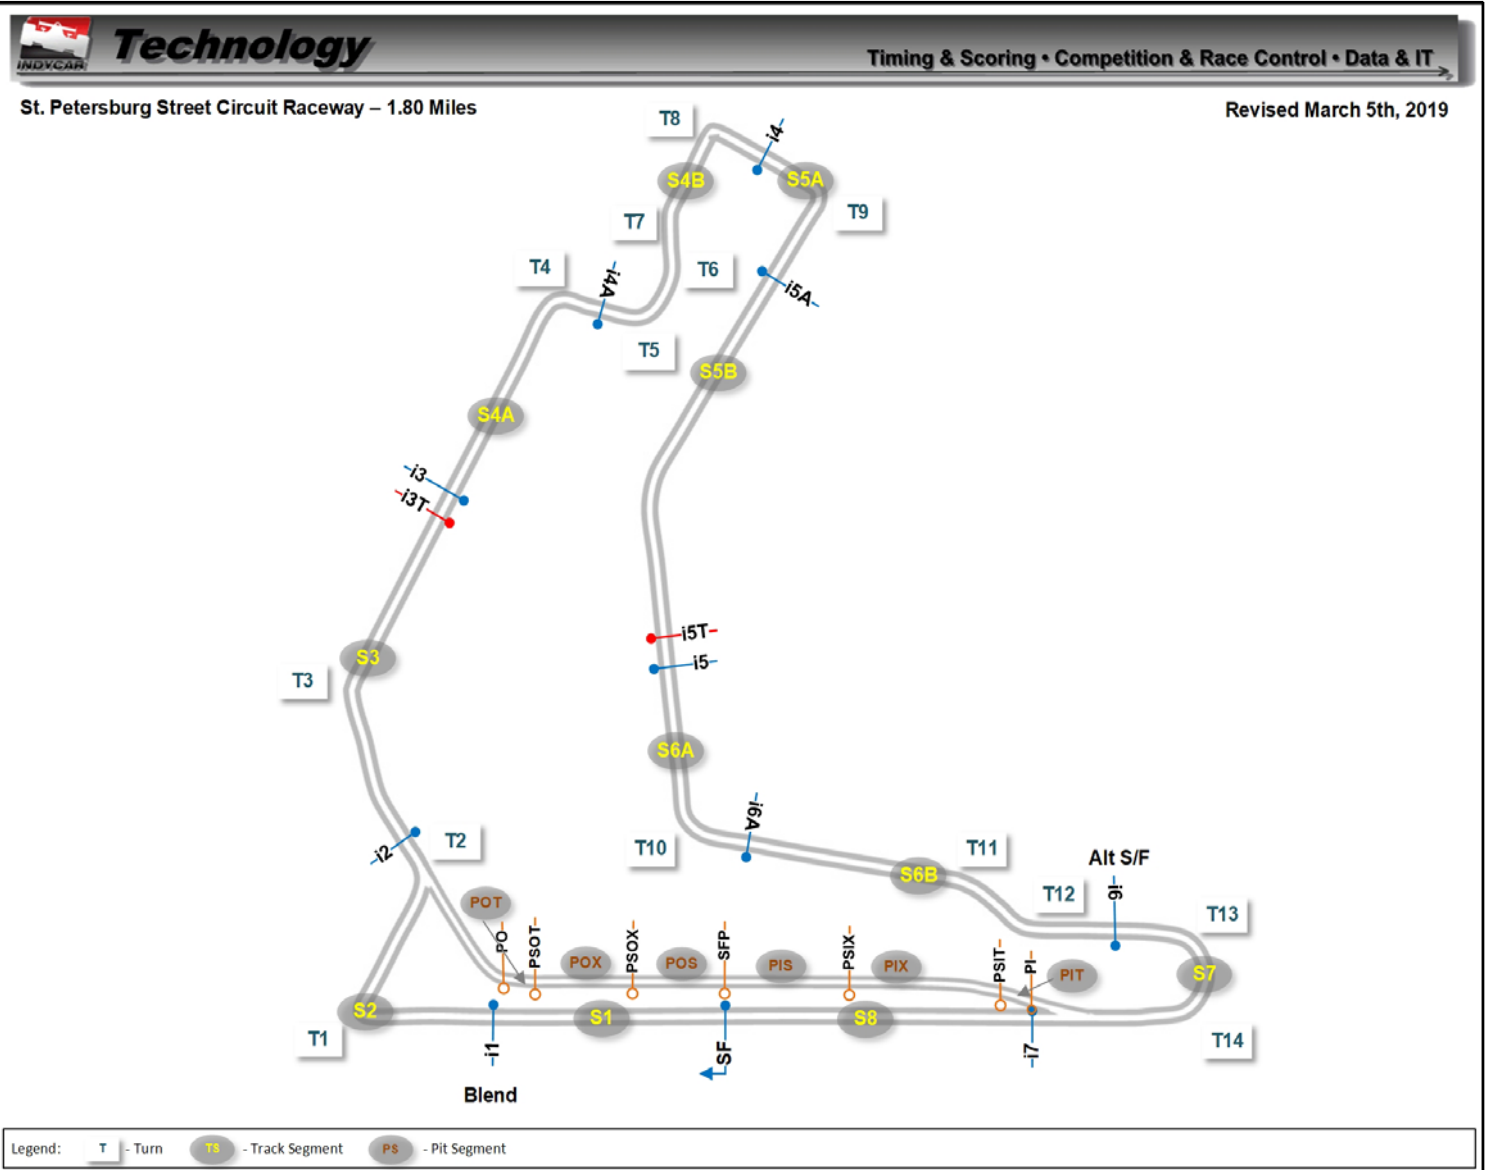 INDYCAR
Technology
Timing & Scoring • Competition & Race Control • Data & IT
St. Petersburg Street Circuit Raceway – 1.80 Miles
Revised March 5th, 2019
T8
i4
S4B
S5A
T7
T9
T4
i4A
T6
i5A
T5
S5B
S4A
i3
i3T
i5T
i5
S3
T3
S6A
i6A
T2
i2
T10
T11
Alt S/F
S6B
T12
i6
T13
POT
PO
PSOT
POX
PSOX
POS
SFP
PIS
PSIX
PIX
PSIT
PI
PIT
S7
S2
S1
S8
T1
T14
i1
SF
i7
Blend
Legend: T - Turn TS - Track Segment PS - Pit Segment